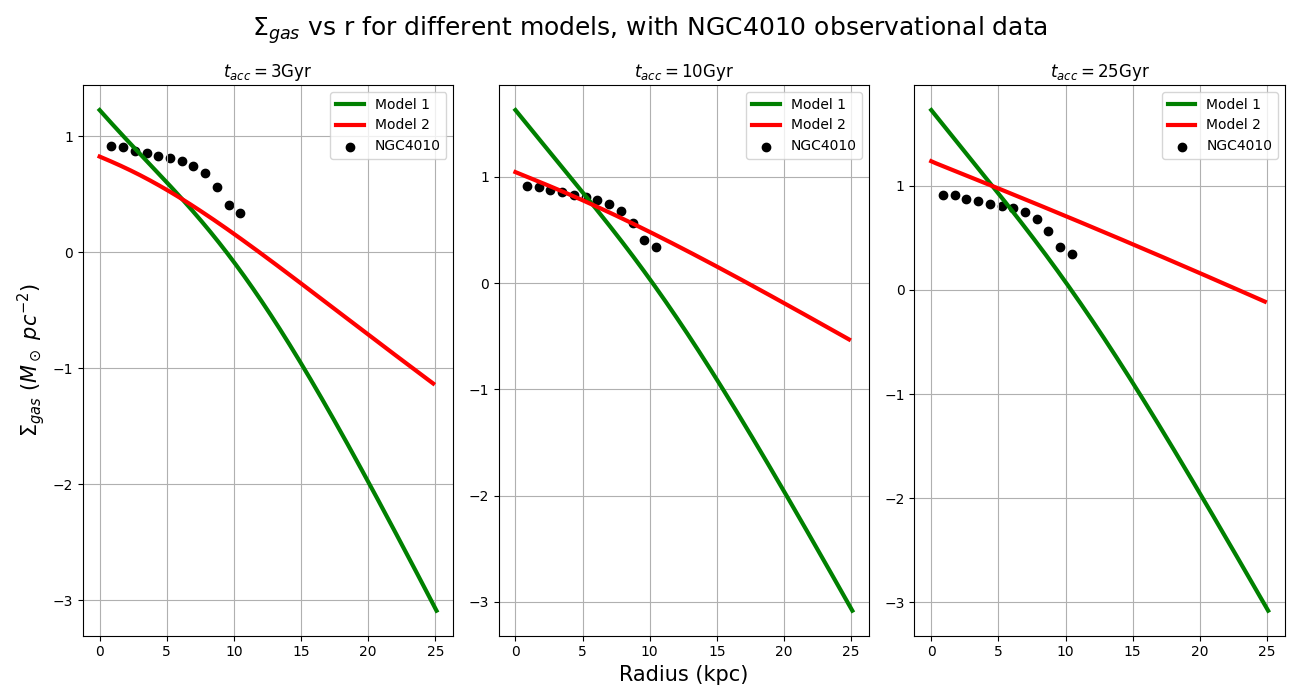 Σgas vs r for different models, with NGC4010 observational data
tacc = 3Gyr
tacc = 10Gyr
tacc = 25Gyr
Model 1
Model 2
NGC4010
Model 1
Model 2
NGC4010
Model 1
Model 2
NGC4010
Σgas (M⊙ pc−2)
1
0
−1
−2
−3
1
0
−1
−2
−3
1
0
−1
−2
−3
0 5 10 15 20 25
0 5 10 15 20 25
0 5 10 15 20 25
Radius (kpc)